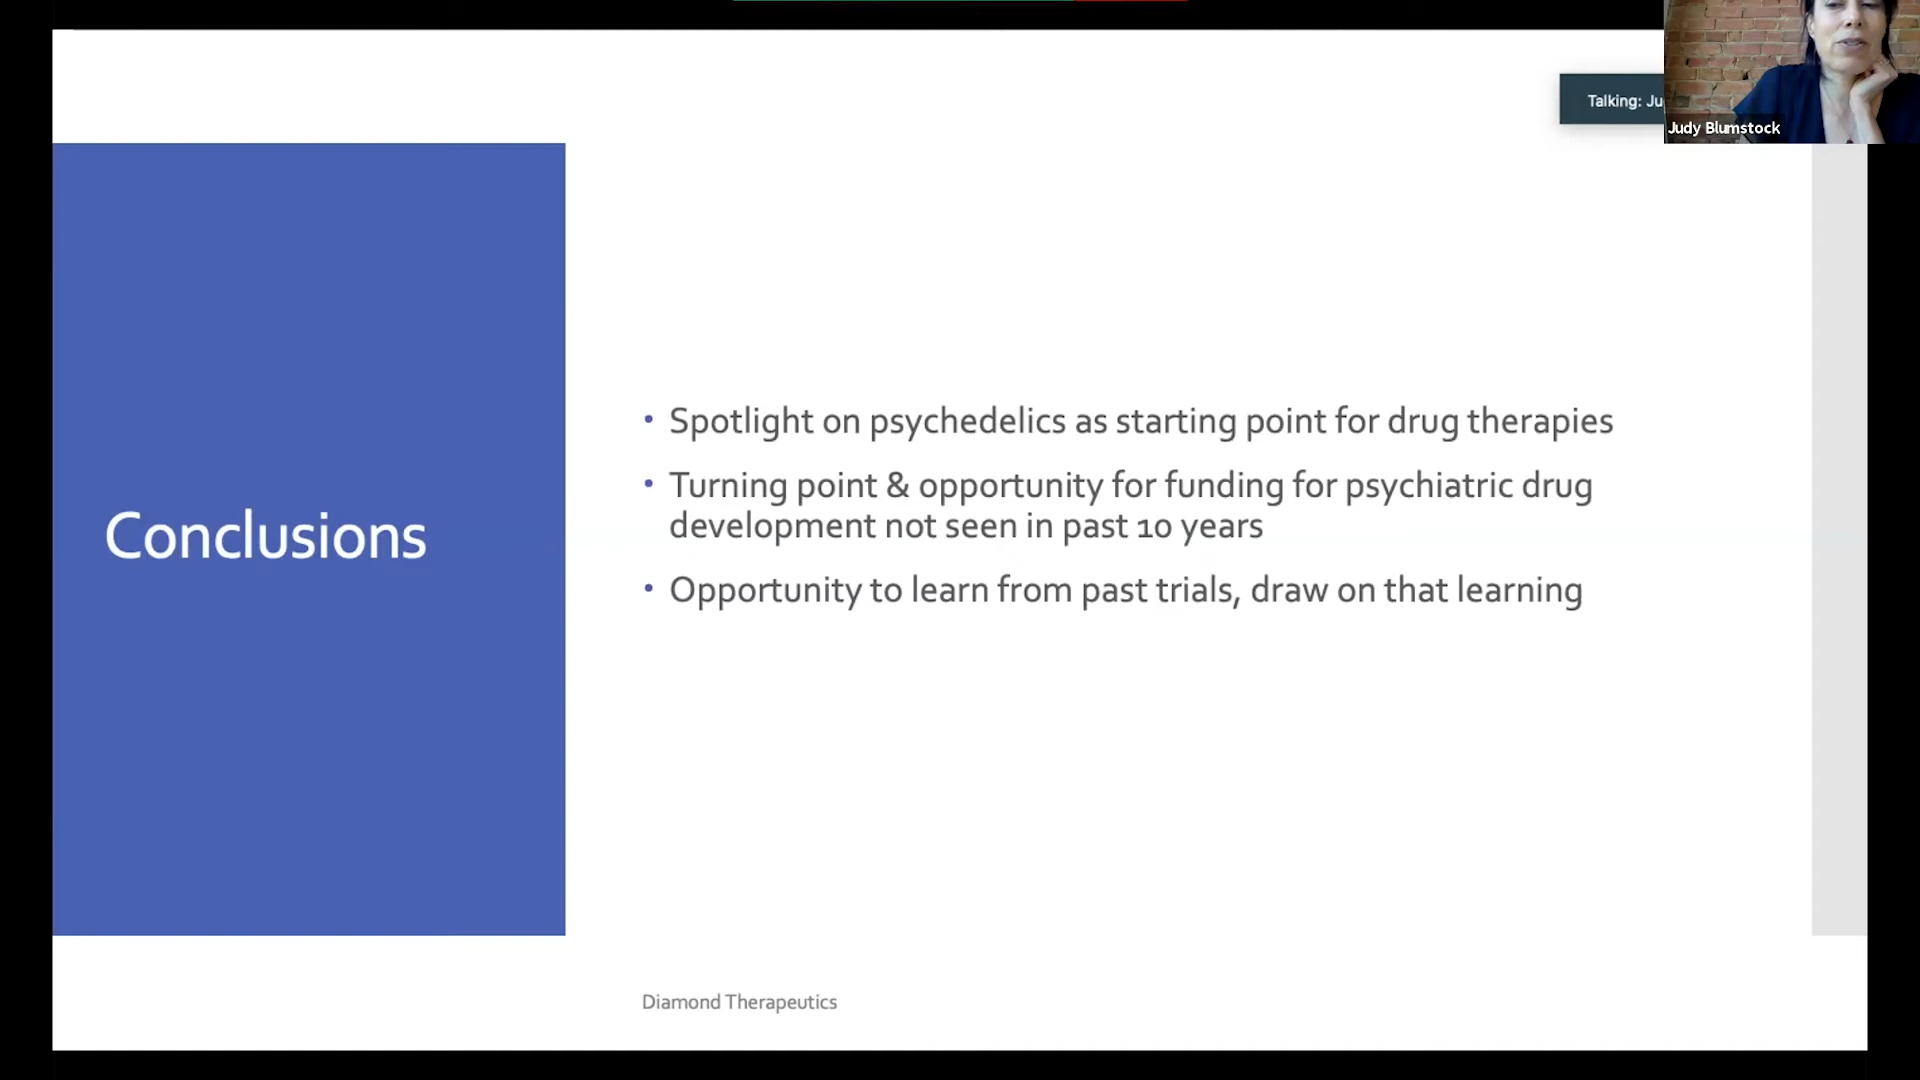 Talking: Ju
Judy Blumstock
Conclusions
• Spotlight on psychedelics as starting point for drug therapies
• Turning point & opportunity for funding for psychiatric drug
development not seen in past 10 years
• Opportunity to learn from past trials, draw on that learning
Diamond Therapeutics